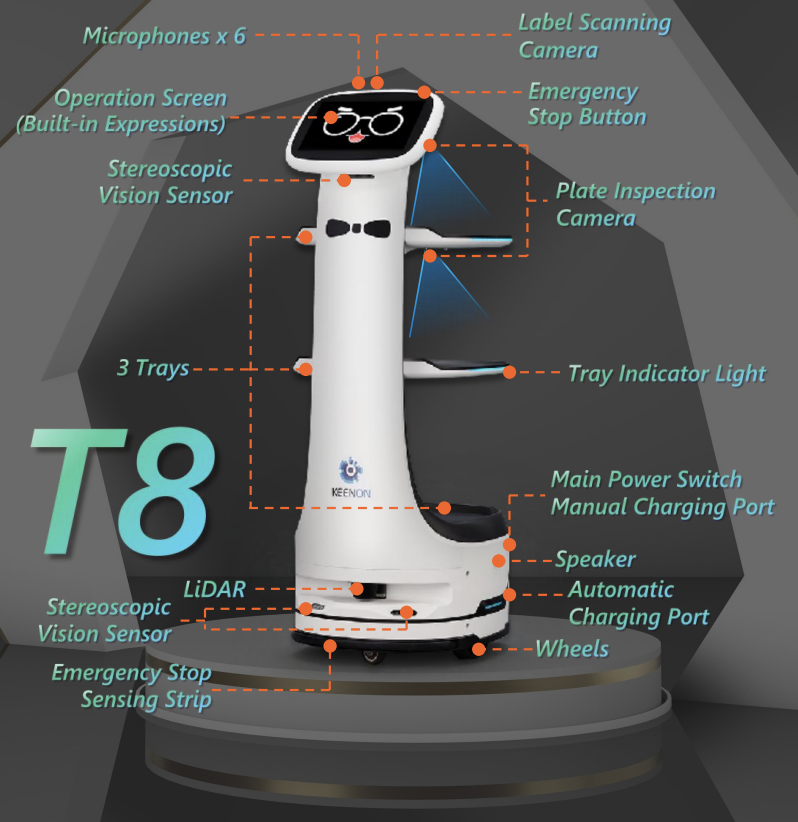 Microphones x 6
Label Scanning
Camera
Operation Screen
(Built-in Expressions)
Emergency
Stop Button
Stereoscopic
Vision Sensor
Plate Inspection
Camera
3 Trays
Tray Indicator Light
T8
KEENON
Main Power Switch
Manual Charging Port
Speaker
LiDAR
Automatic
Charging Port
Stereoscopic
Vision Sensor
Wheels
Emergency Stop
Sensing Strip